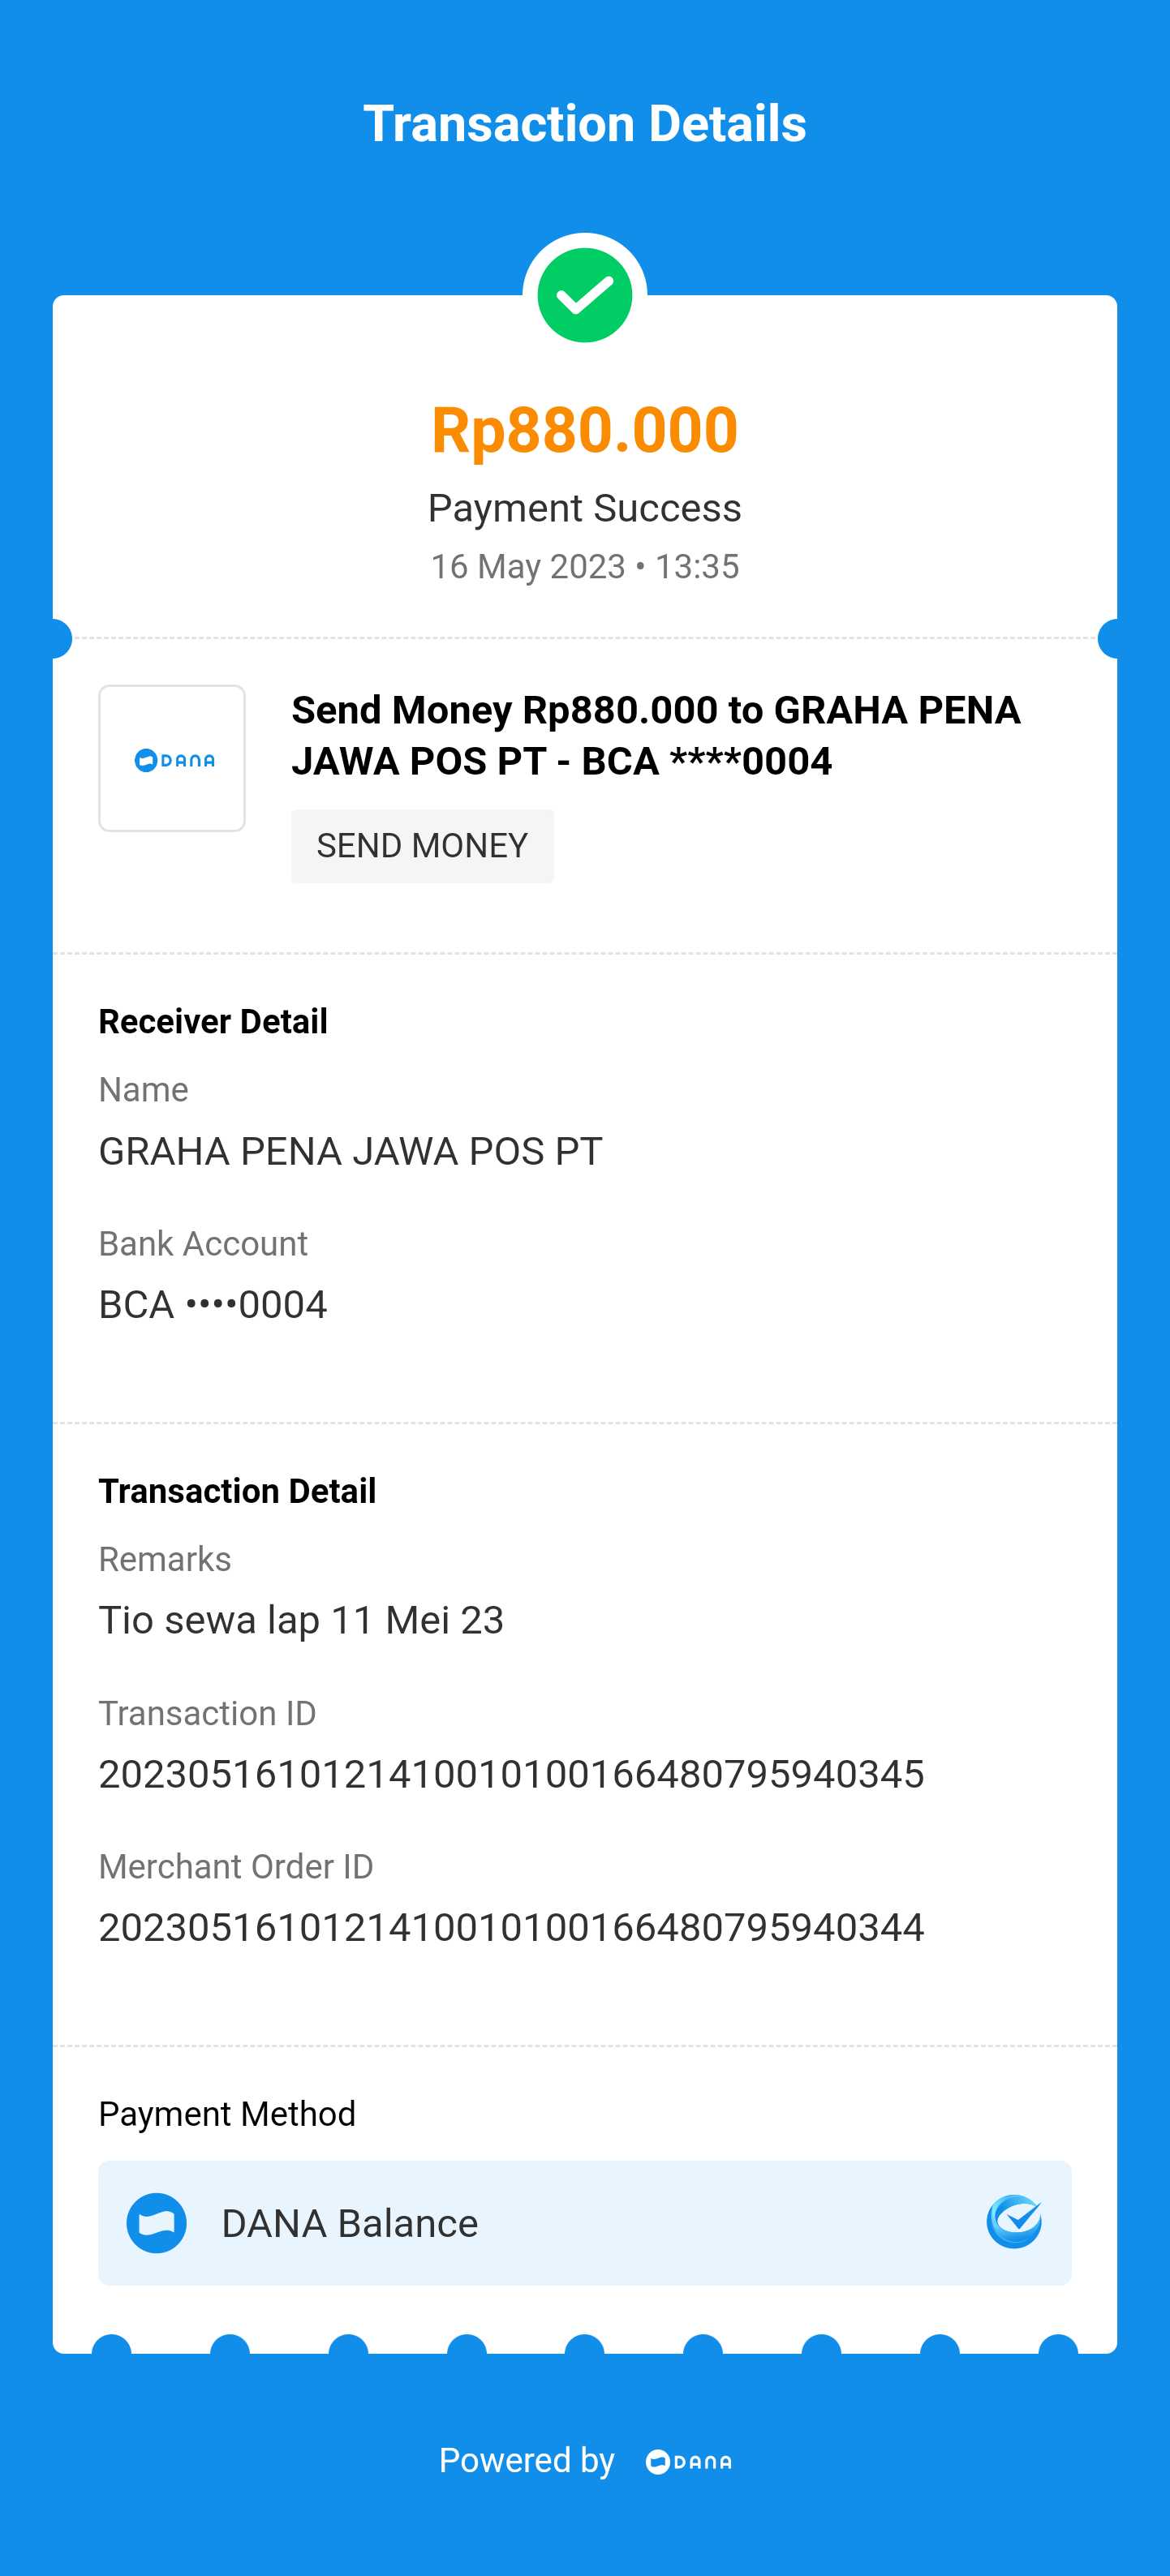 Transaction Details
Rp880.000
Payment Success
16 May 2023 • 13:35
DANA
Send Money Rp880.000 to GRAHA PENA
JAWA POS PT - BCA ****0004
SEND MONEY
Receiver Detail
Name
GRAHA PENA JAWA POS PT
Bank Account
BCA ••••0004
Transaction Detail
Remarks
Tio sewa lap 11 Mei 23
Transaction ID
2023051610121410010100166480795940345
Merchant Order ID
2023051610121410010100166480795940344
Payment Method
DANA Balance
Powered by DANA